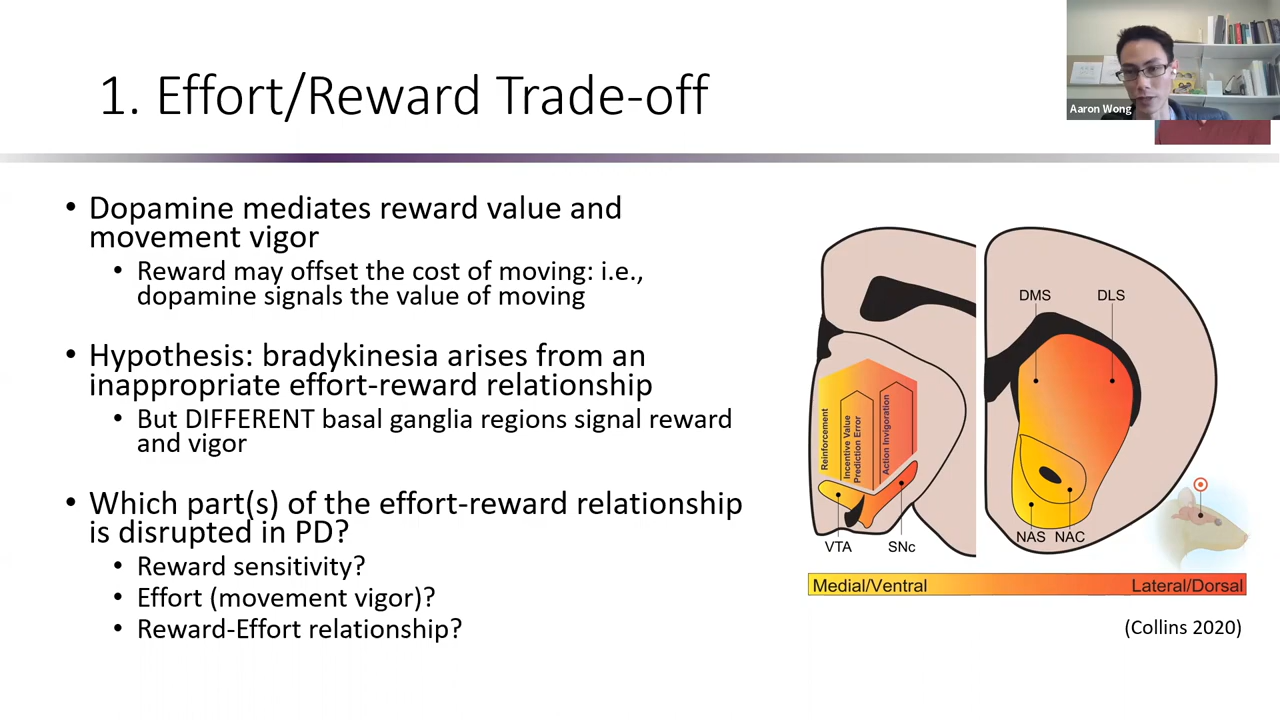 1. Effort/Reward Trade-off
Aaron Wong
• Dopamine mediates reward value and
movement vigor
• Reward may offset the cost of moving: i.e.,
dopamine signals the value of moving
• Hypothesis: bradykinesia arises from an
inappropriate effort-reward relationship
• But DIFFERENT basal ganglia regions signal reward
and vigor
• Which part(s) of the effort-reward relationship
is disrupted in PD?
• Reward sensitivity?
• Effort (movement vigor)?
• Reward-Effort relationship?
DMS
DLS
Reinforcement
Incentive Value
Prediction Error
Action Invigoration
VTA
SNc
NAS
NAC
Medial/Ventral
Lateral/Dorsal
(Collins 2020)